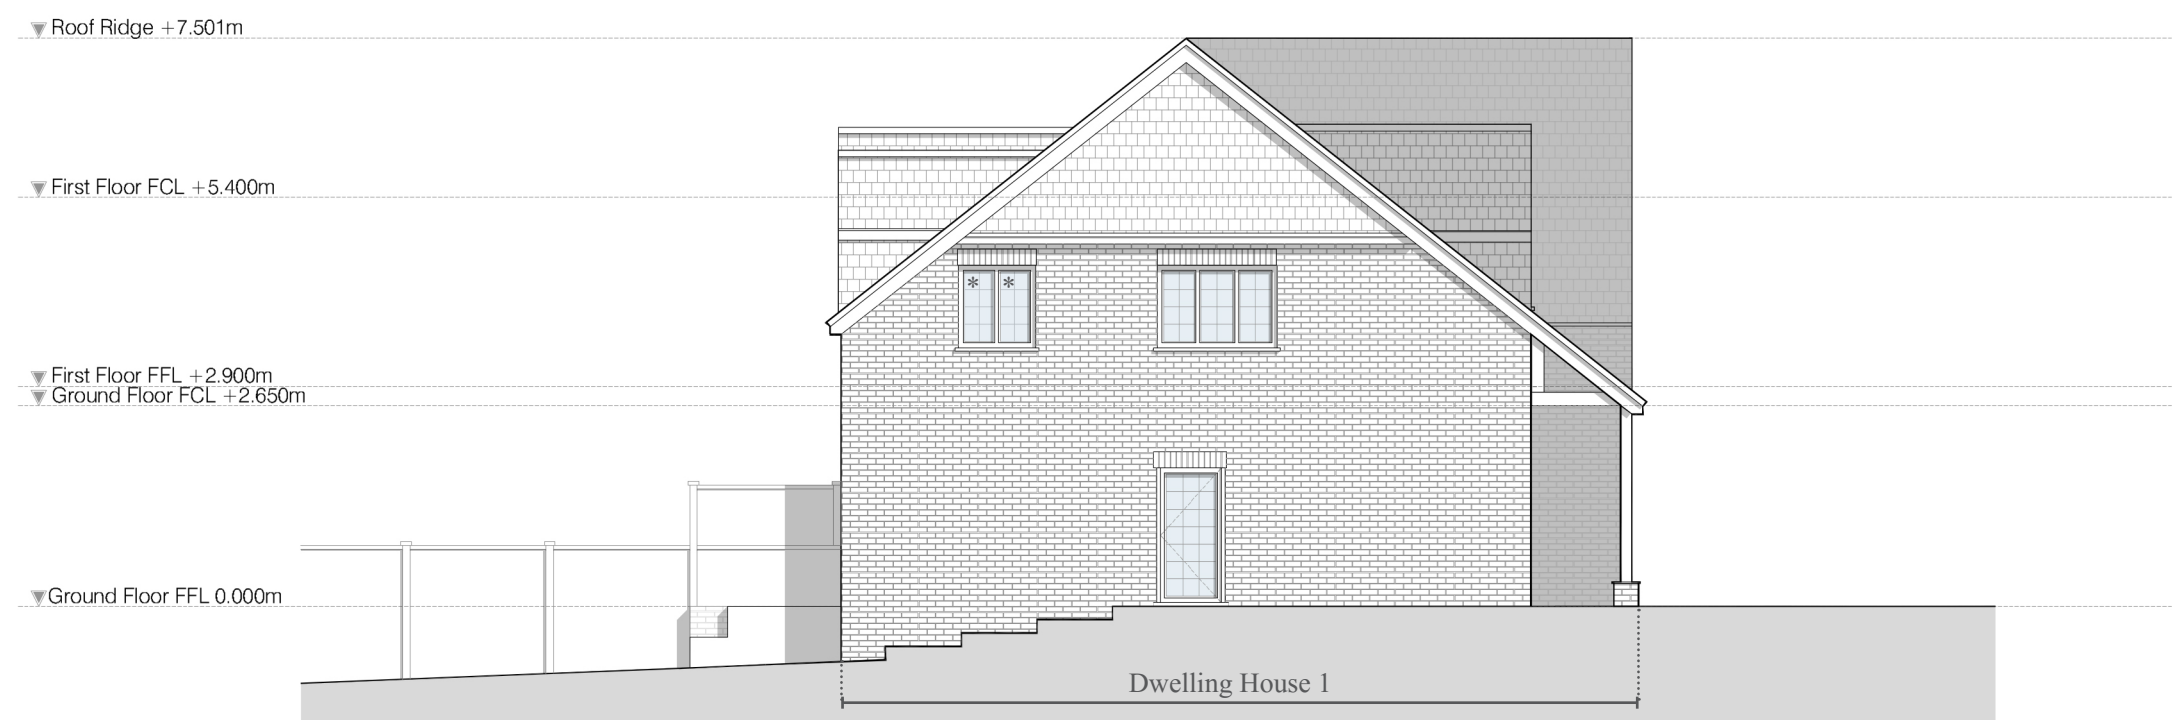 Roof Ridge +7.501m
First Floor FCL +5.400m
* *
First Floor FFL +2.900m
Ground Floor FCL +2.650m
Ground Floor FFL 0.000m
Dwelling House 1